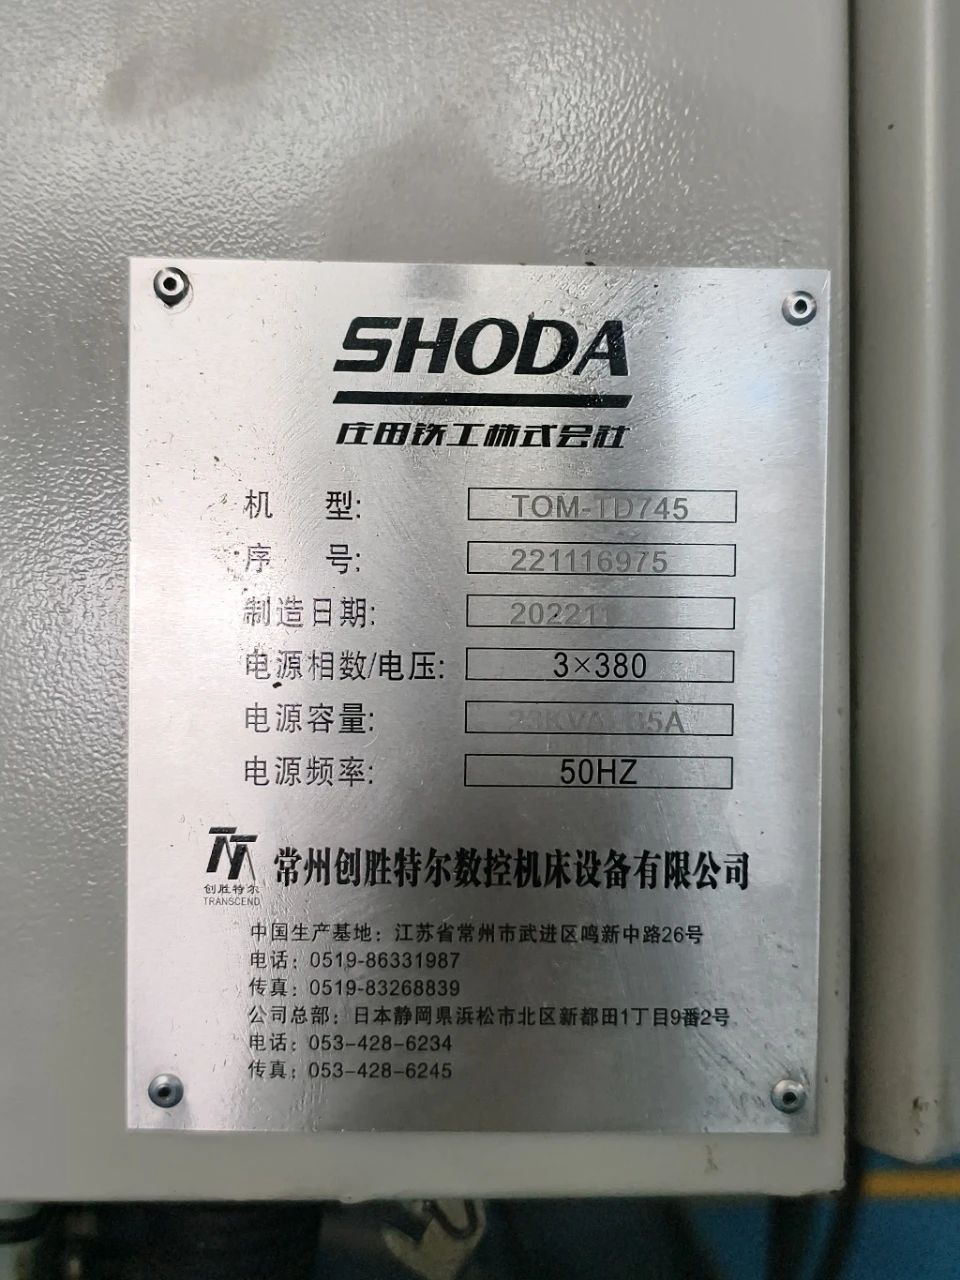 SHODA
庄田铁工株式会社
机 型: TOM-TD745
序 号: 221116975
制造日期: 202211
电源相数/电压: 3×380
电源容量: 23KVA 35A
电源频率: 50HZ
创胜特尔
TRANSCEND
常州创胜特尔数控机床设备有限公司
中国生产基地：江苏省常州市武进区鸣新中路26号
电话：0519-86331987
传真：0519-83268839
公司总部：日本静岡県浜松市北区新都田1丁目9番2号
电话：053-428-6234
传真：053-428-6245